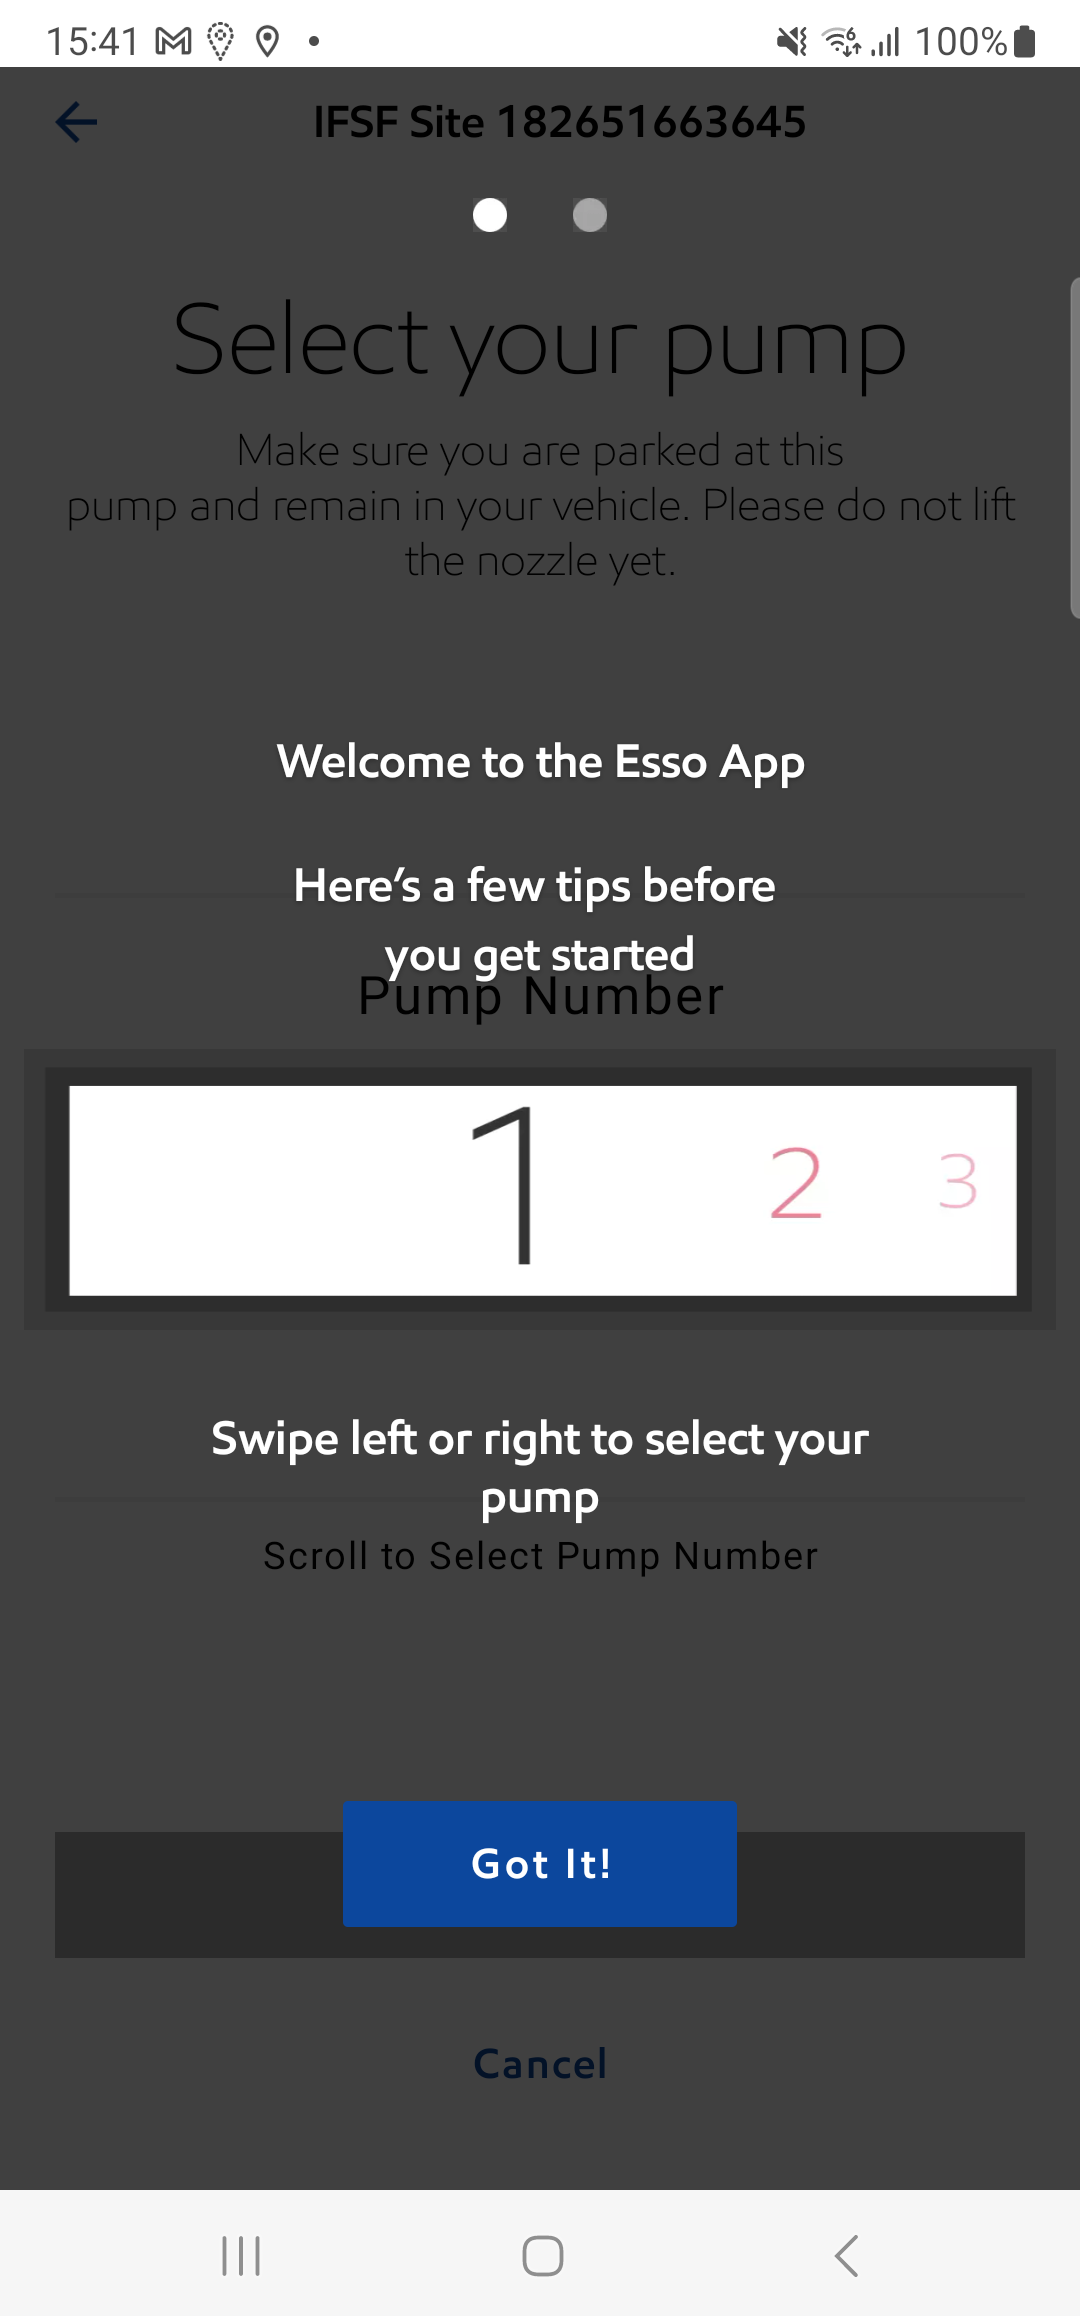 15:41
100%
IFSF Site 182651663645
Select your pump
Make sure you are parked at this
pump and remain in your vehicle. Please do not lift
the nozzle yet.
Welcome to the Esso App
Here's a few tips before
you get started
Pump Number
1 2 3
Swipe left or right to select your
pump
Scroll to Select Pump Number
Got It!
Cancel